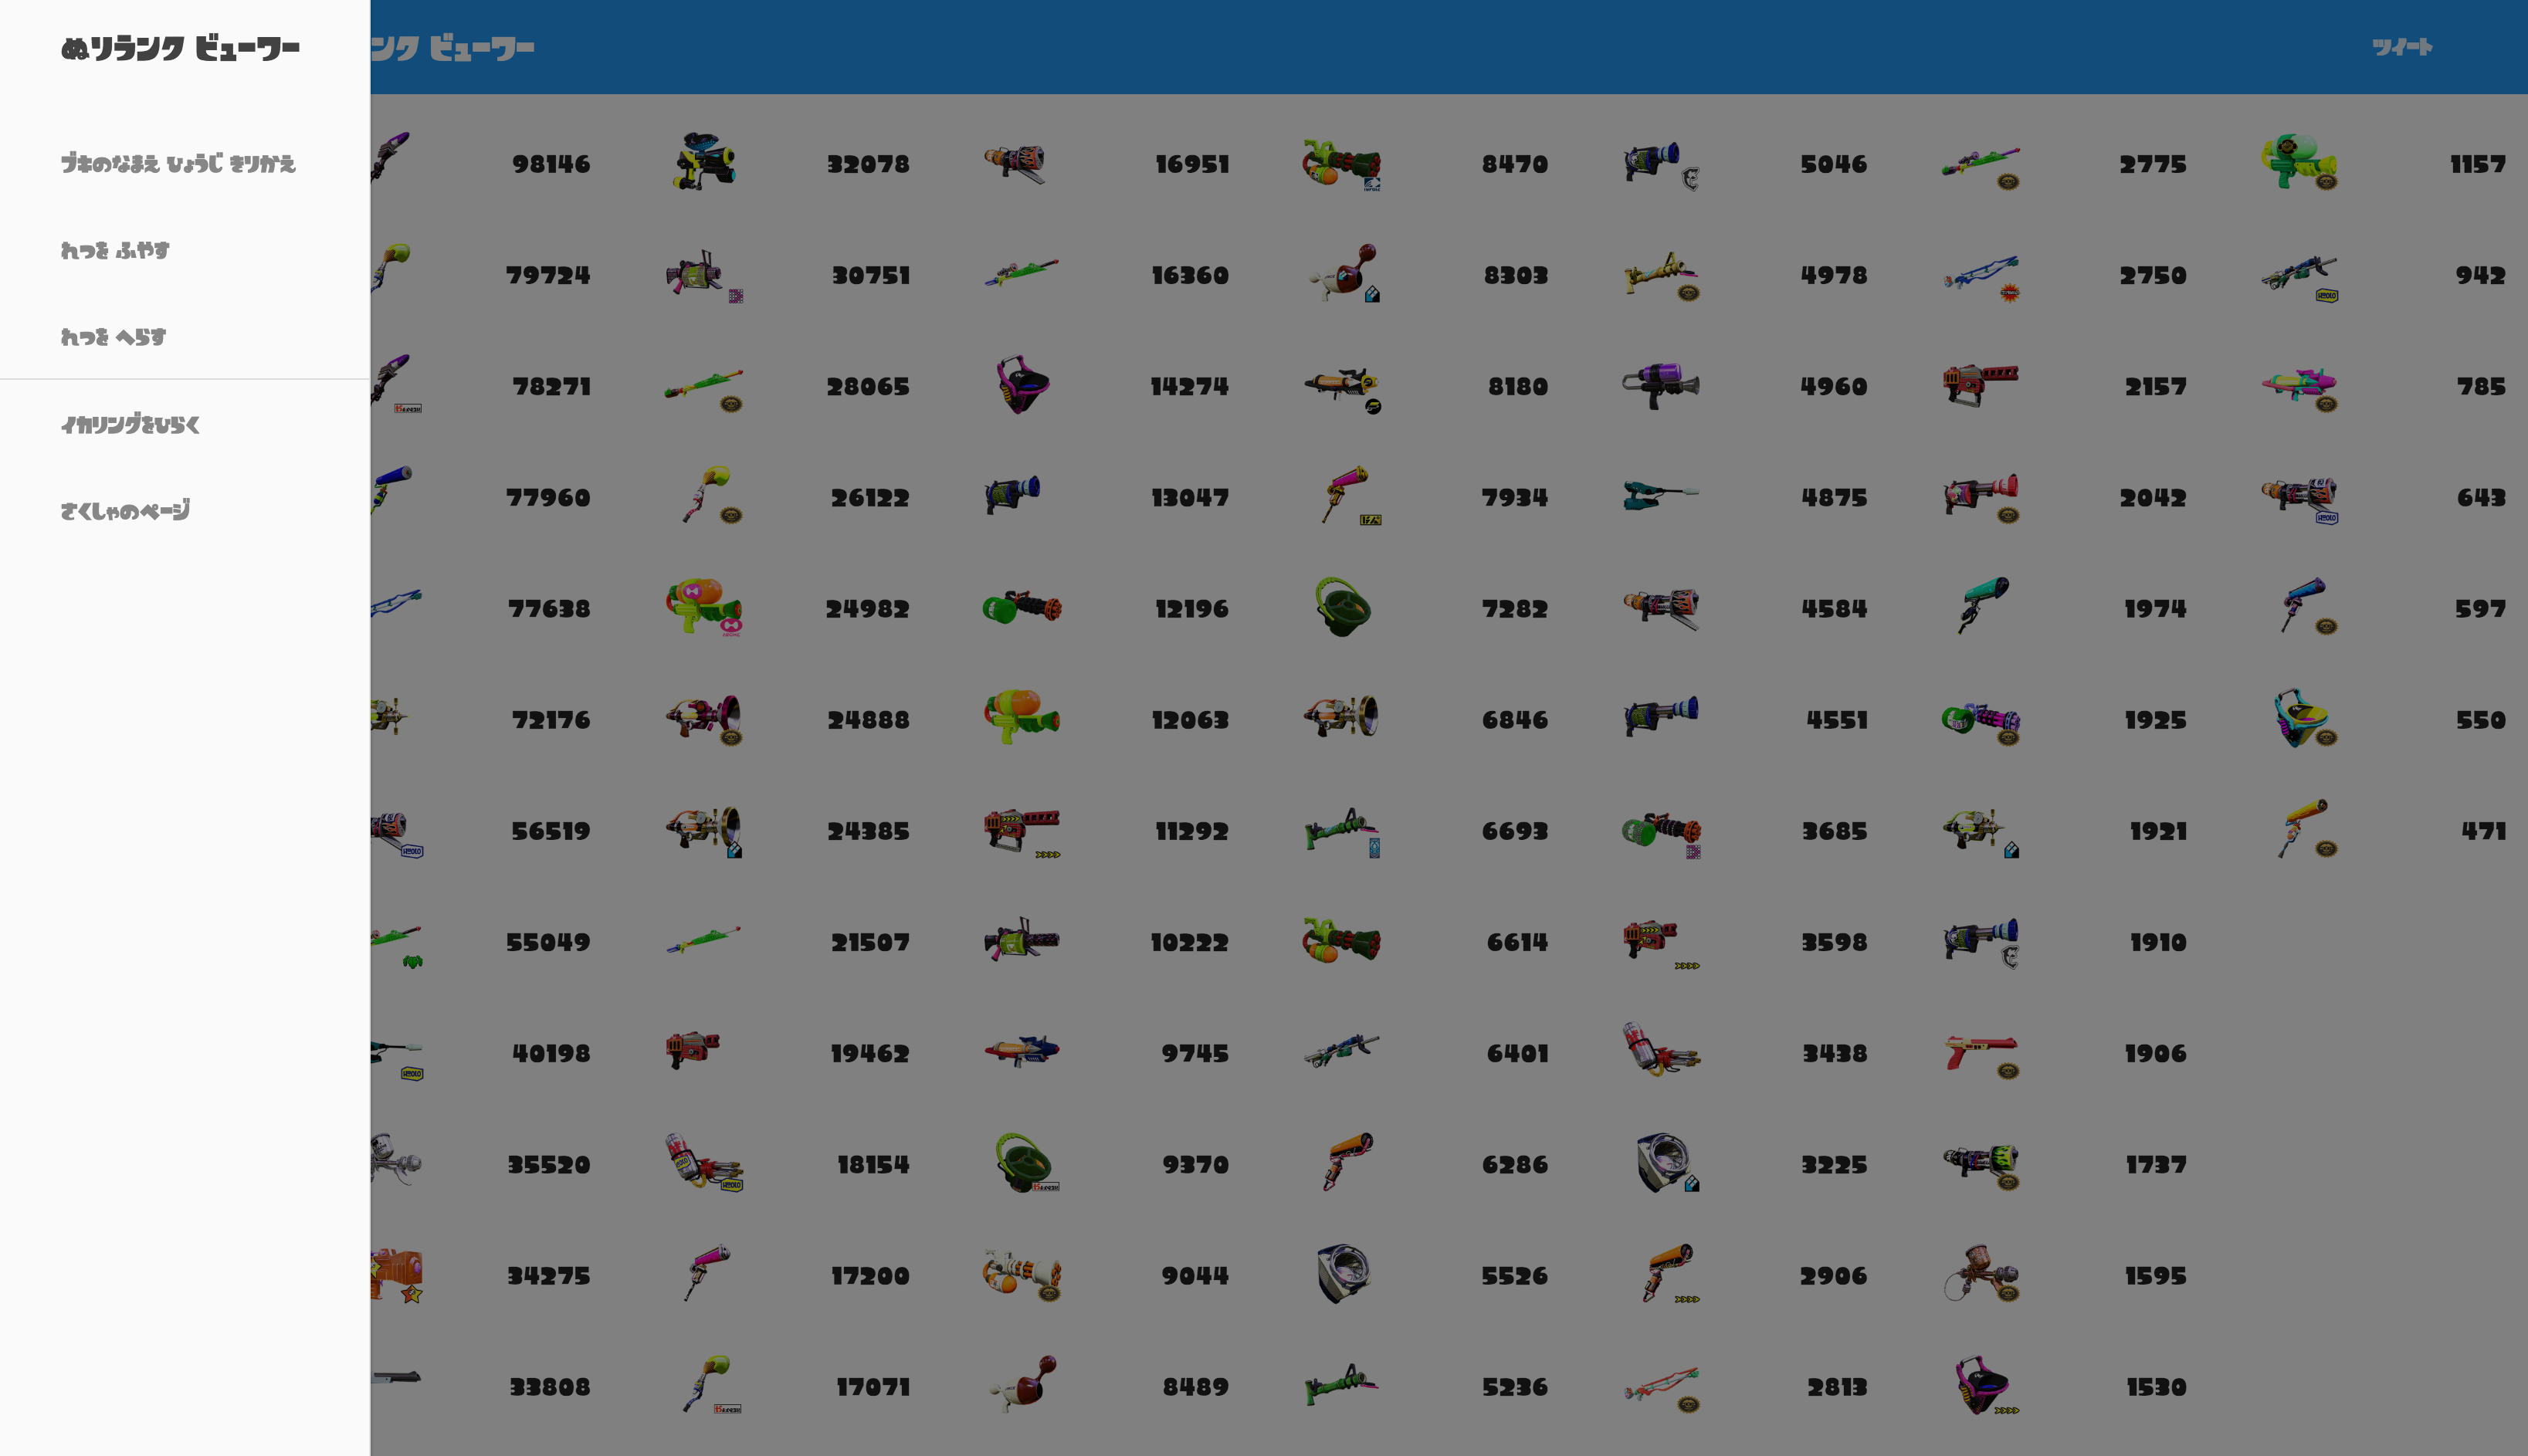 ぬリランク ビューワー
ンク ビューワー
ツイート
ブキのなまえ ひょうじ きりかえ
れつを ふやす
れつを へらす
イカリングをひらく
さくしゃのページ
98146 32078 16951 8470 5046 2775 1157
79724 30751 16360 8303 4978 2750 942
78271 28065 14274 8180 4960 2157 785
77960 26122 13047 7934 4875 2042 643
77638 24982 12196 7282 4584 1974 597
72176 24888 12063 6846 4551 1925 550
56519 24385 11292 6693 3685 1921 471
55049 21507 10222 6614 3598 1910
40198 19462 9745 6401 3438 1906
35520 18154 9370 6286 3225 1737
34275 17200 9044 5526 2906 1595
33808 17071 8489 5236 2813 1530